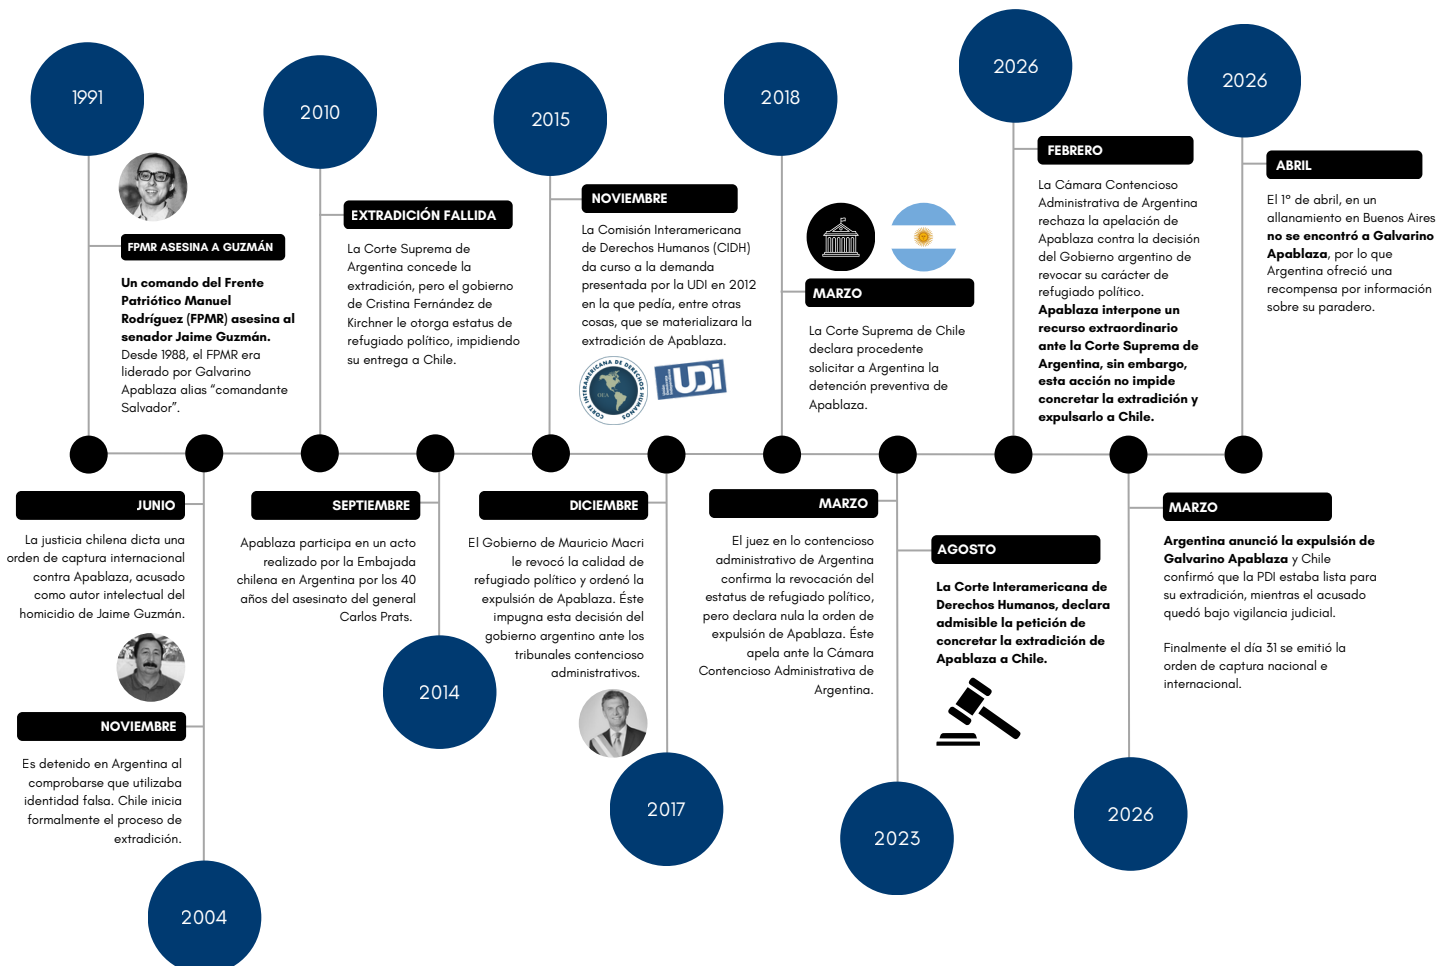 1991
FPMR ASESINA A GUZMÁN
Un comando del Frente
Patriótico Manuel
Rodríguez (FPMR) asesina al
senador Jaime Guzmán.
Desde 1988, el FPMR era
liderado por Galvarino
Apablaza alias “comandante
Salvador”.
JUNIO
La justicia chilena dicta una
orden de captura internacional
contra Apablaza, acusado
como autor intelectual del
homicidio de Jaime Guzmán.
NOVIEMBRE
Es detenido en Argentina al
comprobarse que utilizaba
identidad falsa. Chile inicia
formalmente el proceso de
extradición.
2004
2010
EXTRADICIÓN FALLIDA
La Corte Suprema de
Argentina concede la
extradición, pero el gobierno
de Cristina Fernández de
Kirchner le otorga estatus de
refugiado político, impidiendo
su entrega a Chile.
SEPTIEMBRE
Apablaza participa en un acto
realizado por la Embajada
chilena en Argentina por los 40
años del asesinato del general
Carlos Prats.
2014
2015
NOVIEMBRE
La Comisión Interamericana
de Derechos Humanos (CIDH)
da curso a la demanda
presentada por la UDI en 2012
en la que pedía, entre otras
cosas, que se materializara la
extradición de Apablaza.
CORTE INTERAMERICANA DE DERECHOS HUMANOS
OEA
UDi
DICIEMBRE
El Gobierno de Mauricio Macri
le revocó la calidad de
refugiado político y ordenó la
expulsión de Apablaza. Éste
impugna esta decisión del
gobierno argentino ante los
tribunales contencioso
administrativos.
2017
2018
MARZO
La Corte Suprema de Chile
declara procedente
solicitar a Argentina la
detención preventiva de
Apablaza.
MARZO
El juez en lo contencioso
administrativo de Argentina
confirma la revocación del
estatus de refugiado político,
pero declara nula la orden de
expulsión de Apablaza. Éste
apela ante la Cámara
Contencioso Administrativa de
Argentina.
AGOSTO
La Corte Interamericana de
Derechos Humanos, declara
admisible la petición de
concretar la extradición de
Apablaza a Chile.
2023
2026
FEBRERO
La Cámara Contencioso
Administrativa de Argentina
rechaza la apelación de
Apablaza contra la decisión
del Gobierno argentino de
revocar su carácter de
refugiado político.
Apablaza interpone un
recurso extraordinario
ante la Corte Suprema de
Argentina, sin embargo,
esta acción no impide
concretar la extradición y
expulsarlo a Chile.
MARZO
Argentina anunció la expulsión de
Galvarino Apablaza y Chile
confirmó que la PDI estaba lista para
su extradición, mientras el acusado
quedó bajo vigilancia judicial.
Finalmente el día 31 se emitió la
orden de captura nacional e
internacional.
2026
2026
ABRIL
El 1° de abril, en un
allanamiento en Buenos Aires
no se encontró a Galvarino
Apablaza, por lo que
Argentina ofreció una
recompensa por información
sobre su paradero.